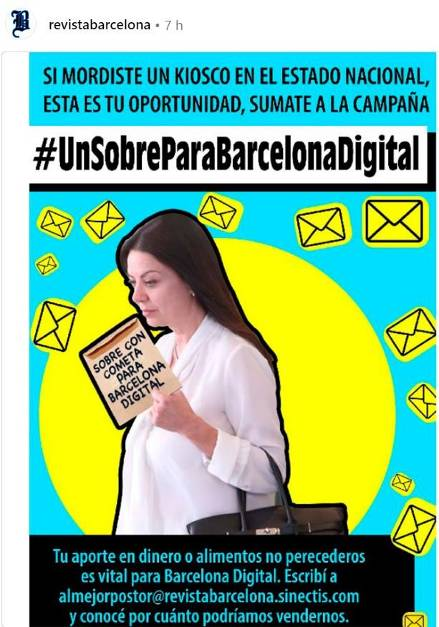 revistabarcelona • 7 h
SI MORDISTE UN KIOSCO EN EL ESTADO NACIONAL,
ESTA ES TU OPORTUNIDAD, SUMATE A LA CAMPAÑA
#UnSobreParaBarcelonaDigital
SOBRE CON
COMETA
PARA
BARCELONA
DIGITAL
Tu aporte en dinero o alimentos no perecederos
es vital para Barcelona Digital. Escribí a
almejorpostor@revistabarcelona.sinectis.com
y conocé por cuánto podríamos vendernos.